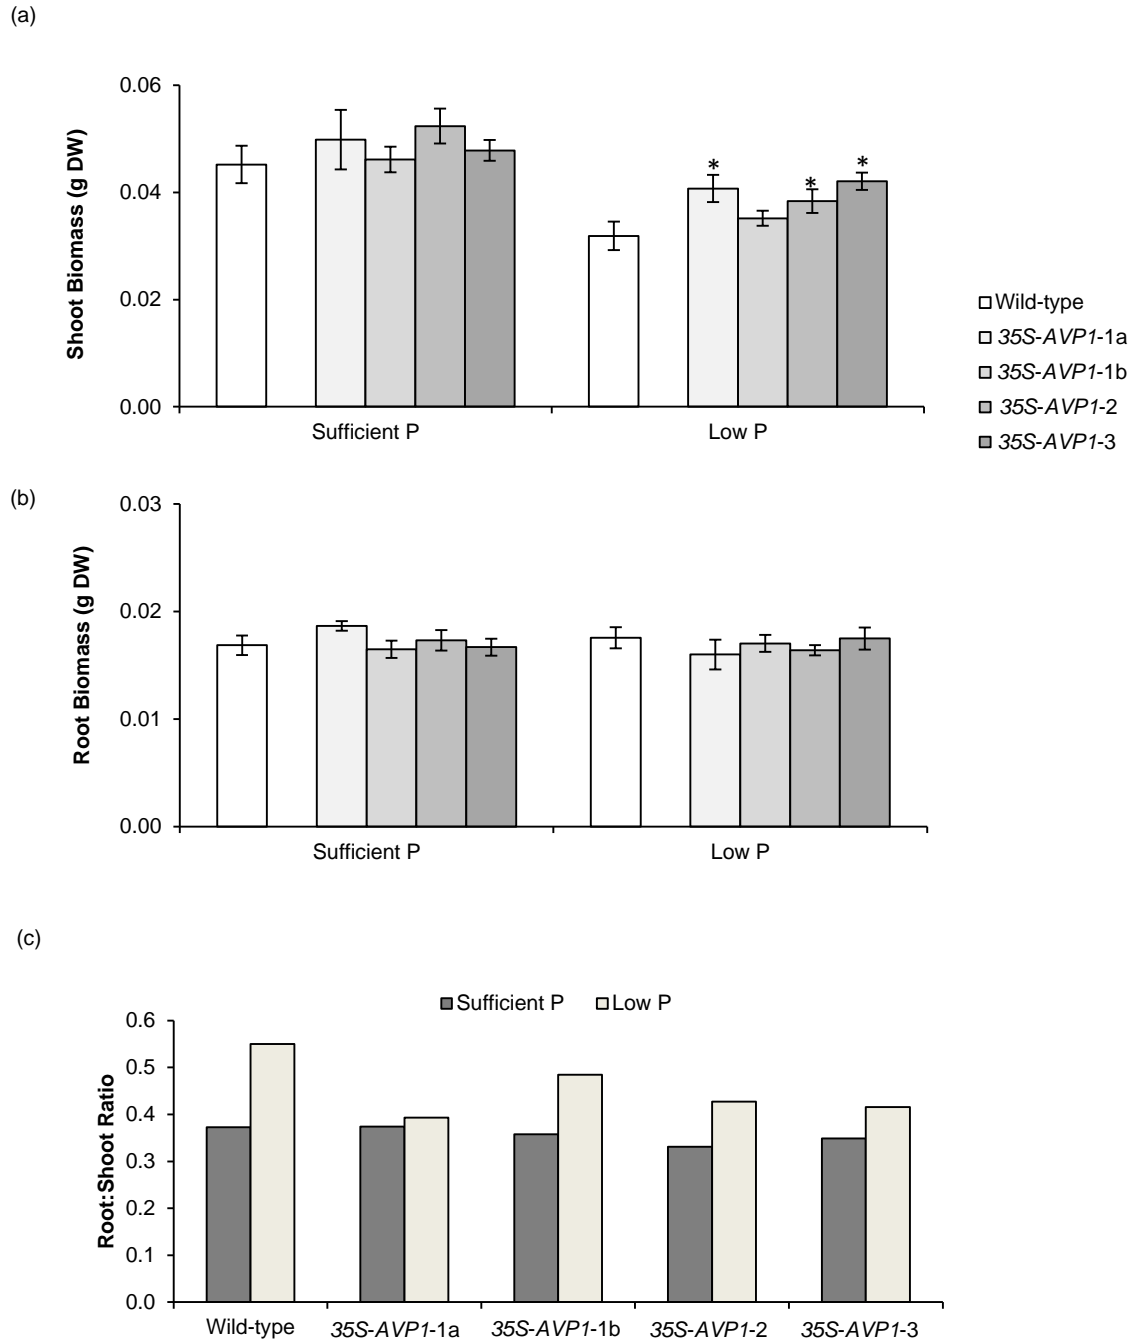 (a)
0.06
0.04
0.02
0.00
Shoot Biomass (g DW)
*
*
*
Sufficient P
Low P
Wild-type
35S-AVP1-1a
35S-AVP1-1b
35S-AVP1-2
35S-AVP1-3
(b)
0.03
0.02
0.01
0.00
Root Biomass (g DW)
Sufficient P
Low P
(c)
Sufficient P
Low P
0.6
0.5
0.4
0.3
0.2
0.1
0.0
Root:Shoot Ratio
Wild-type
35S-AVP1-1a
35S-AVP1-1b
35S-AVP1-2
35S-AVP1-3